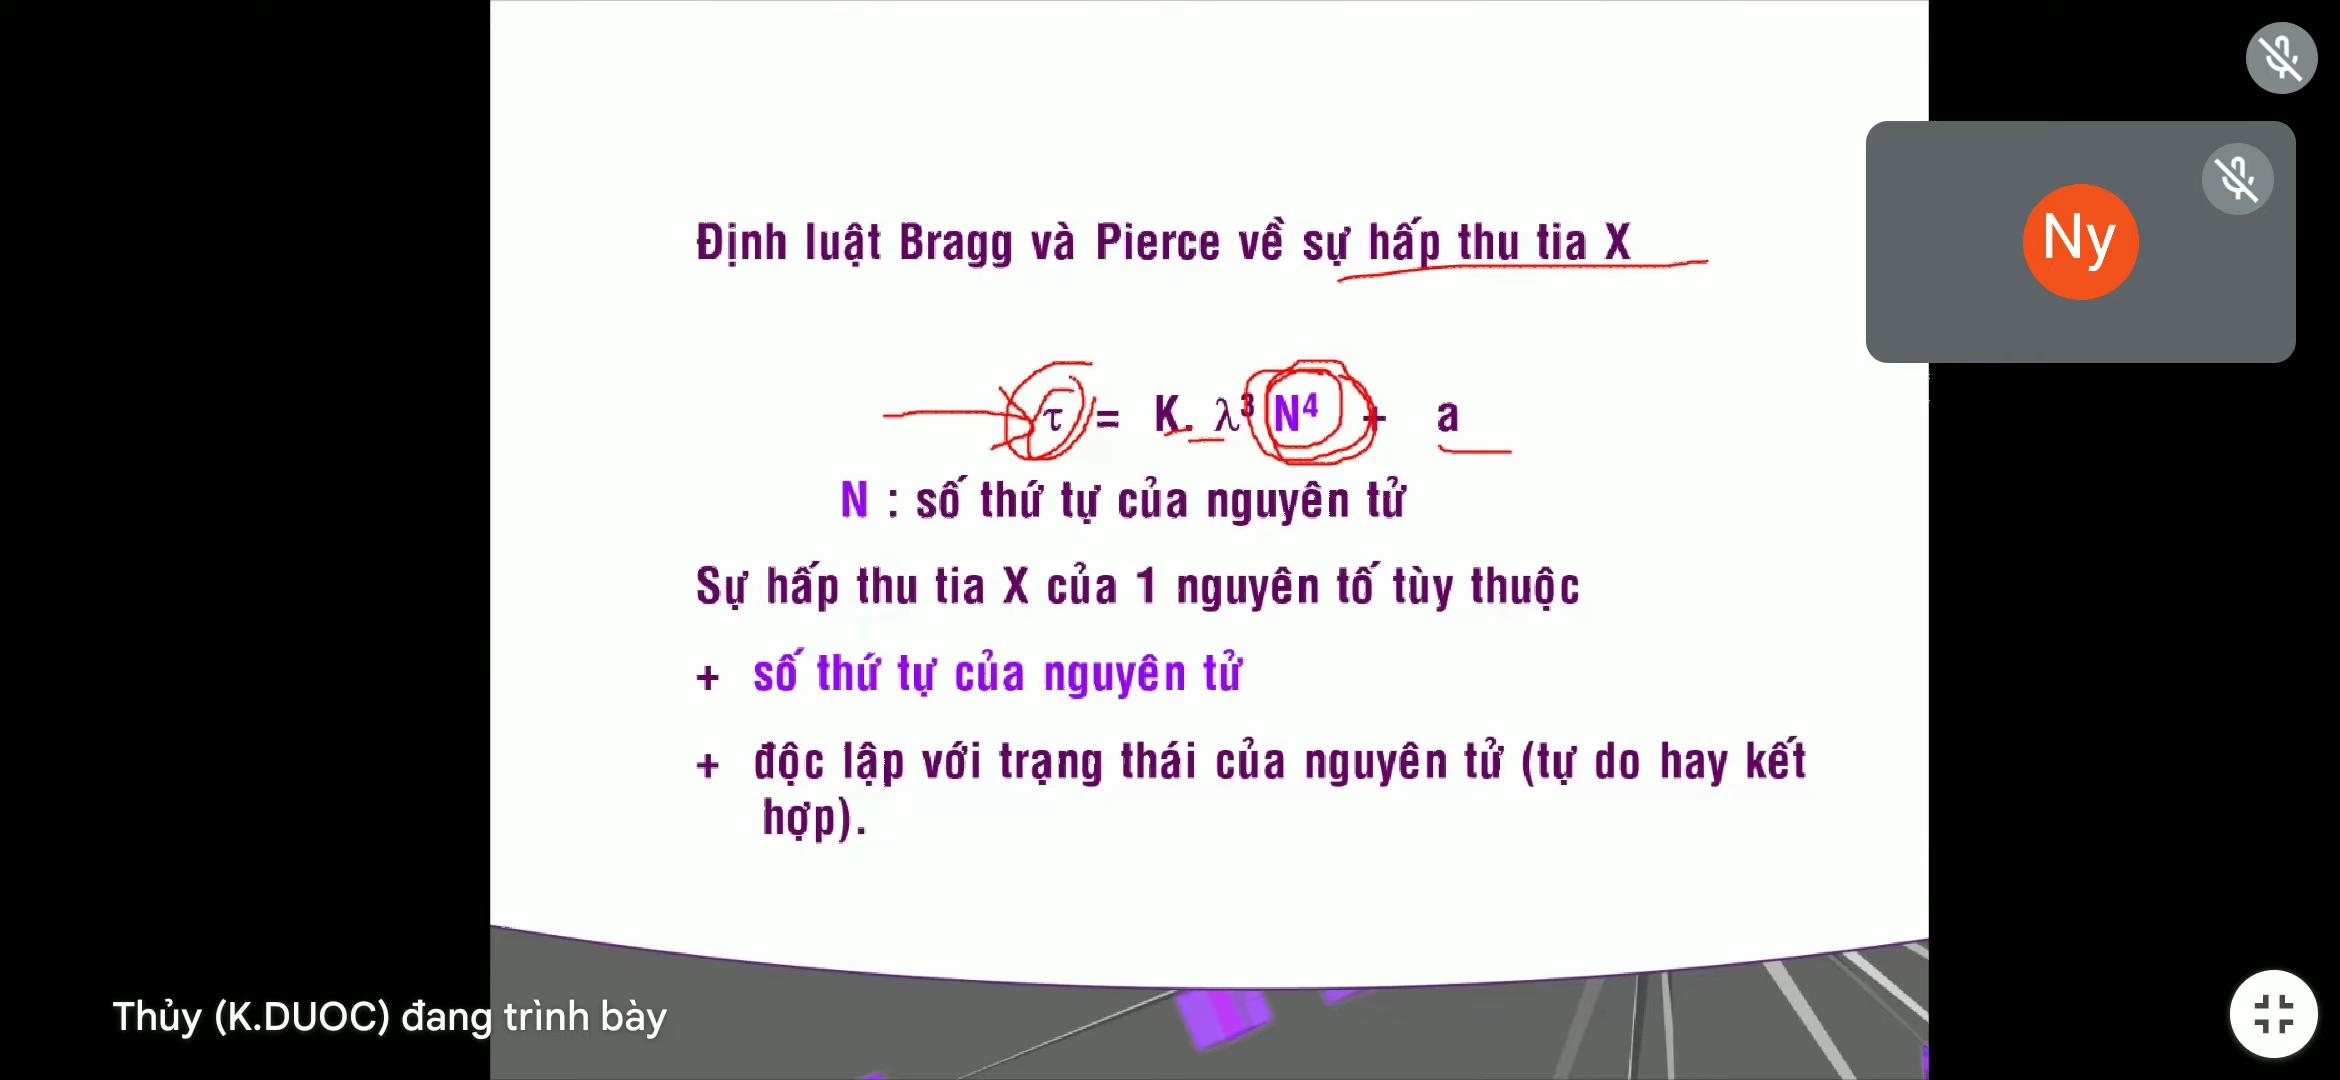 Định luật Bragg và Pierce về sự hấp thu tia X
Ny
τ = K. λ³ N⁴ + a
N : số thứ tự của nguyên tử
Sự hấp thu tia X của 1 nguyên tố tùy thuộc
+ số thứ tự của nguyên tử
+ độc lập với trạng thái của nguyên tử (tự do hay kết
hợp).
Thủy (K.DUOC) đang trình bày